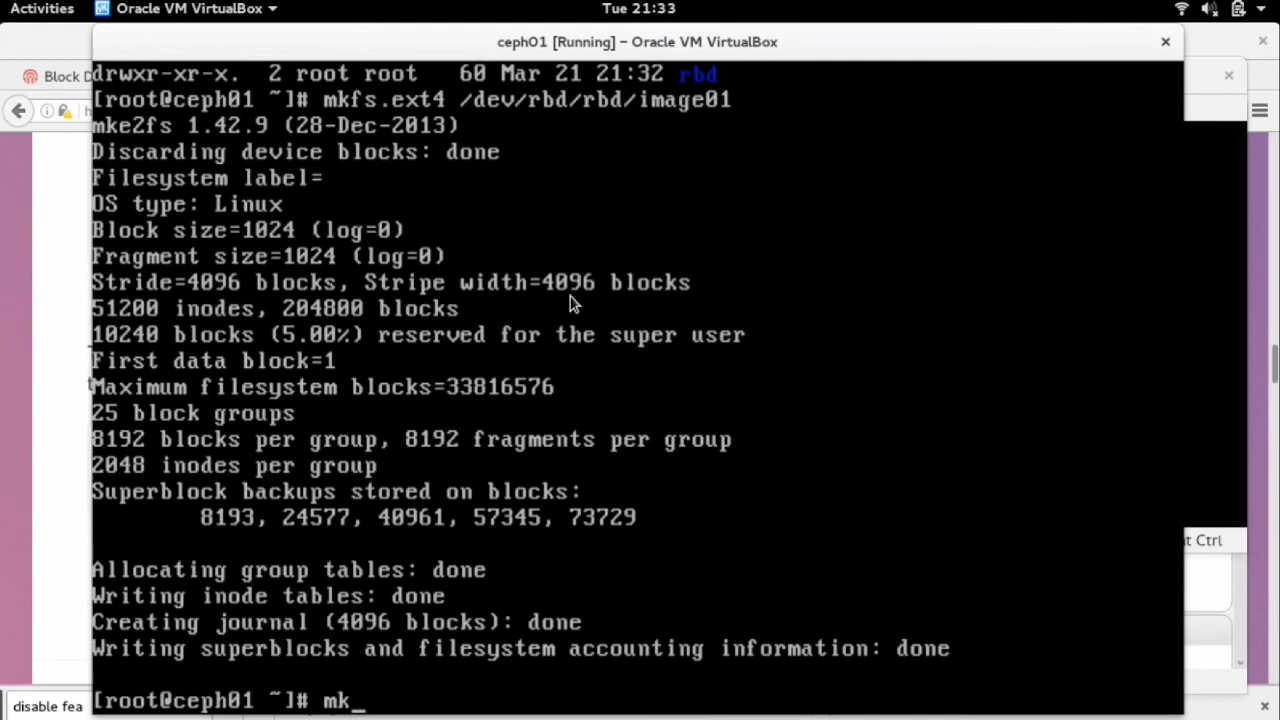 Activities Oracle VM VirtualBox Tue 21:33
ceph01 [Running] – Oracle VM VirtualBox
Block D
drwxr-xr-x. 2 root root 60 Mar 21 21:32 rbd
[root@ceph01 ~]# mkfs.ext4 /dev/rbd/rbd/image01
mke2fs 1.42.9 (28-Dec-2013)
Discarding device blocks: done
Filesystem label=
OS type: Linux
Block size=1024 (log=0)
Fragment size=1024 (log=0)
Stride=4096 blocks, Stripe width=4096 blocks
51200 inodes, 204800 blocks
10240 blocks (5.00%) reserved for the super user
First data block=1
Maximum filesystem blocks=33816576
25 block groups
8192 blocks per group, 8192 fragments per group
2048 inodes per group
Superblock backups stored on blocks:
8193, 24577, 40961, 57345, 73729
Allocating group tables: done
Writing inode tables: done
Creating journal (4096 blocks): done
Writing superblocks and filesystem accounting information: done
[root@ceph01 ~]# mk_
t Ctrl
disable fea